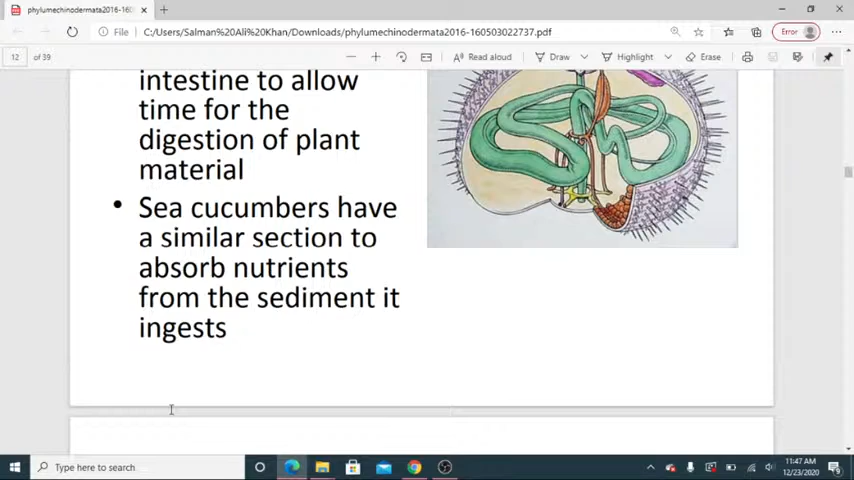 phylumechinodermata2016-160
File
C:/Users/Salman%20Ali%20Khan/Downloads/phylumechinodermata2016-160503022737.pdf
Error
12 of 39
Read aloud
Draw
Highlight
Erase
intestine to allow
time for the
digestion of plant
material
• Sea cucumbers have
a similar section to
absorb nutrients
from the sediment it
ingests
Type here to search
11:47 AM
12/23/2020